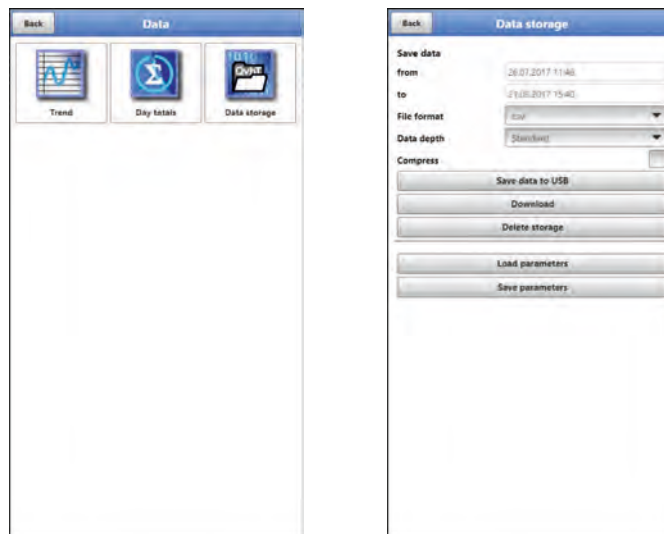 Back Data
Trend Day totals Data storage
Back Data storage
Save data
from 26.07.2017 11:46
to 21.08.2017 15:40
File format csv
Data depth Standard
Compress
Save data to USB
Download
Delete storage
Load parameters
Save parameters